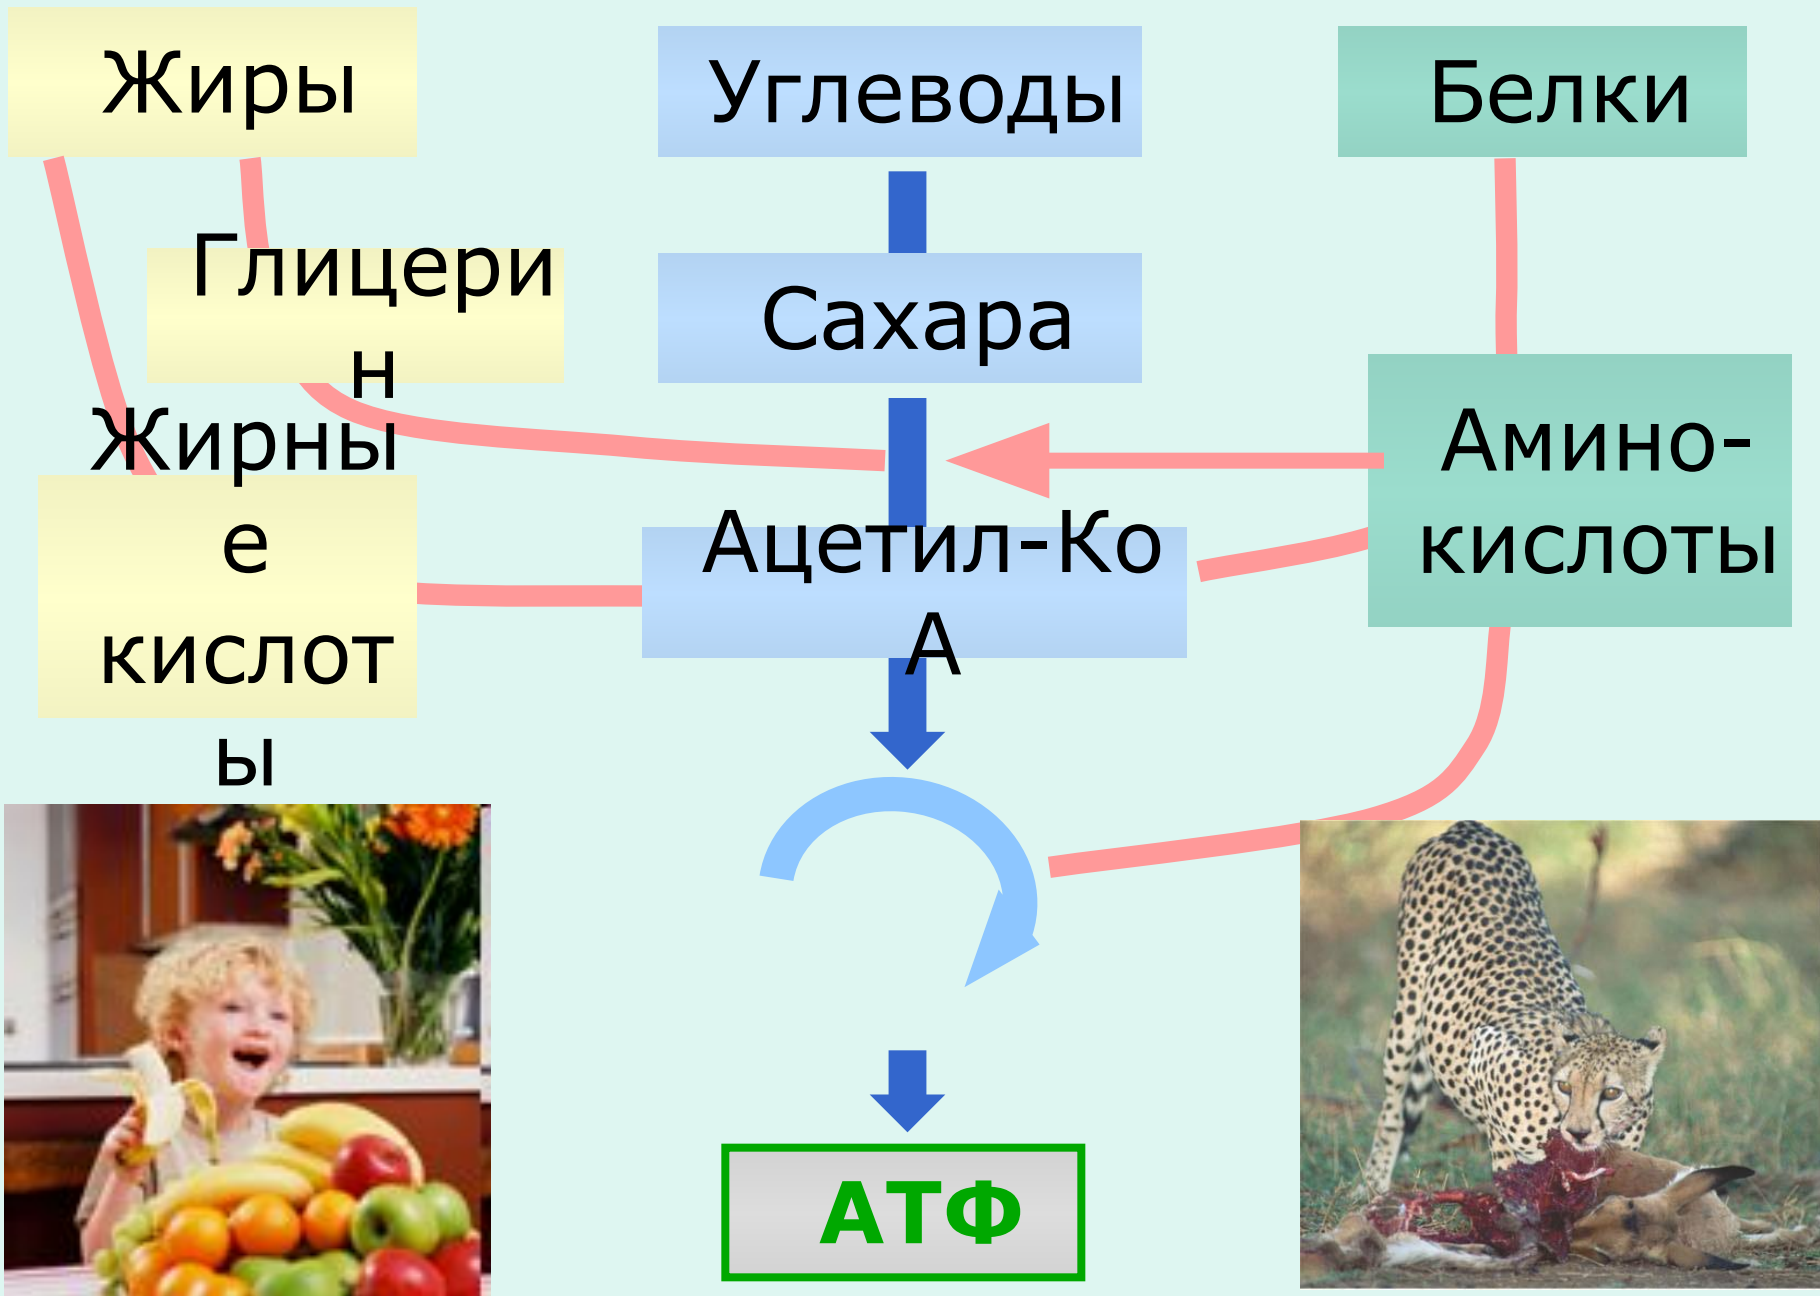 Жиры
Углеводы
Белки
Глицери
н
Сахара
Жирны
е
кислот
ы
Амино-
кислоты
Ацетил-Ко
А
АТФ